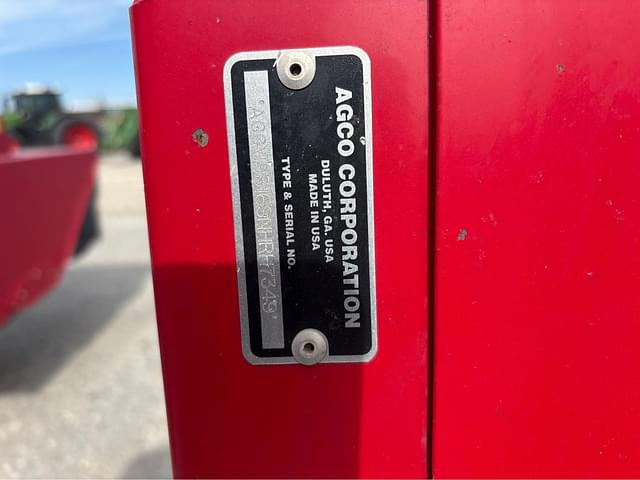 AGCO CORPORATION
DULUTH, GA. USA
MADE IN USA
TYPE & SERIAL NO.